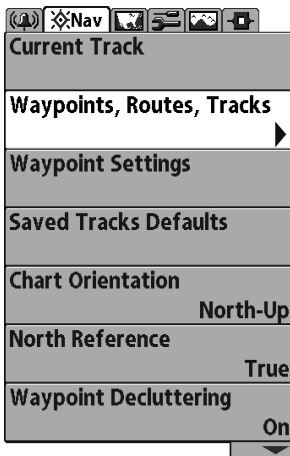 Nav
Current Track
Waypoints, Routes, Tracks
Waypoint Settings
Saved Tracks Defaults
Chart Orientation
North-Up
North Reference
True
Waypoint Decluttering
On